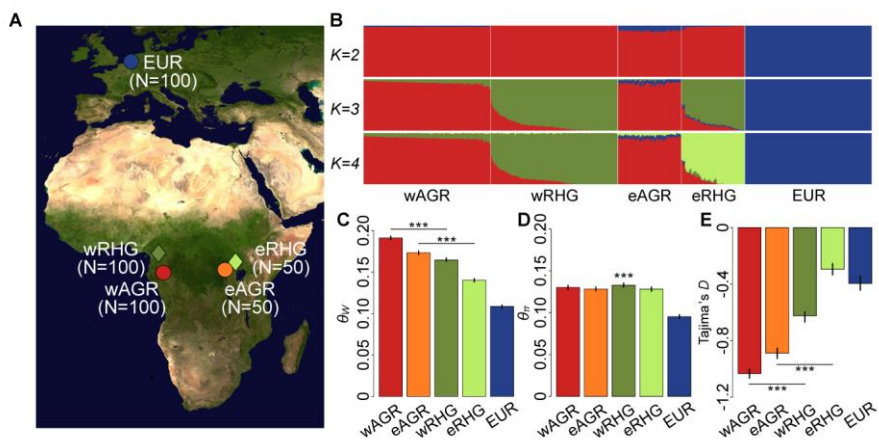 A
EUR
(N=100)
wRHG
(N=100)
wAGR
(N=100)
eRHG
(N=50)
eAGR
(N=50)
B
K=2
K=3
K=4
wAGR wRHG eAGR eRHG EUR
C
θW
0.20
0.15
0.10
0.05
0
***
***
wAGR eAGR wRHG eRHG EUR
D
θπ
0.20
0.15
0.10
0.05
0
***
wAGR eAGR wRHG eRHG EUR
E
Tajima's D
-0.4
-0.8
-1.2
***
***
wAGR eAGR wRHG eRHG EUR